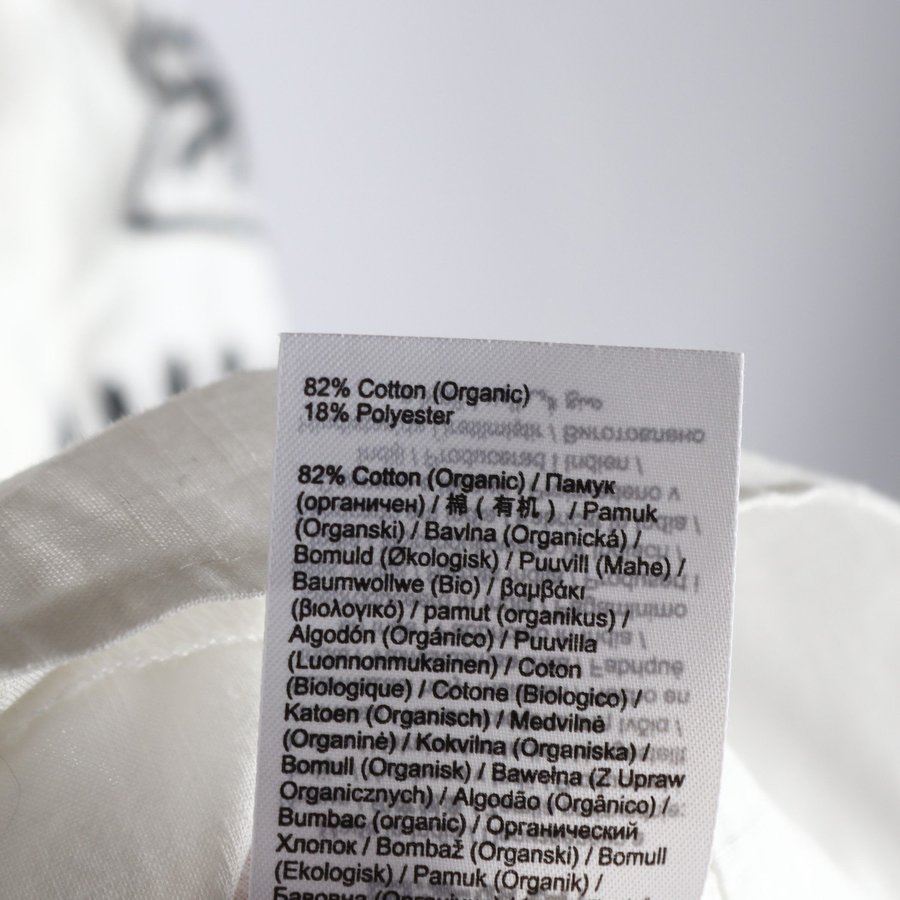 82% Cotton (Organic)
18% Polyester
82% Cotton (Organic) / Памук
(органичен) / 棉 ( 有机 ) / Pamuk
(Organski) / Bavlna (Organická) /
Bomuld (Økologisk) / Puuvill (Mahe) /
Baumwollwe (Bio) / βαμβάκι
(βιολογικό) / pamut (organikus) /
Algodón (Orgánico) / Puuvilla
(Luonnonmukainen) / Coton
(Biologique) / Cotone (Biologico) /
Katoen (Organisch) / Medvilnė
(Organinė) / Kokvilna (Organiska) /
Bomull (Organisk) / Bawełna (Z Upraw
Organicznych) / Algodão (Orgânico) /
Bumbac (organic) / Органический
Хлопок / Bombaž (Organski) / Bomull
(Ekologisk) / Pamuk (Organik) /
Бавовна